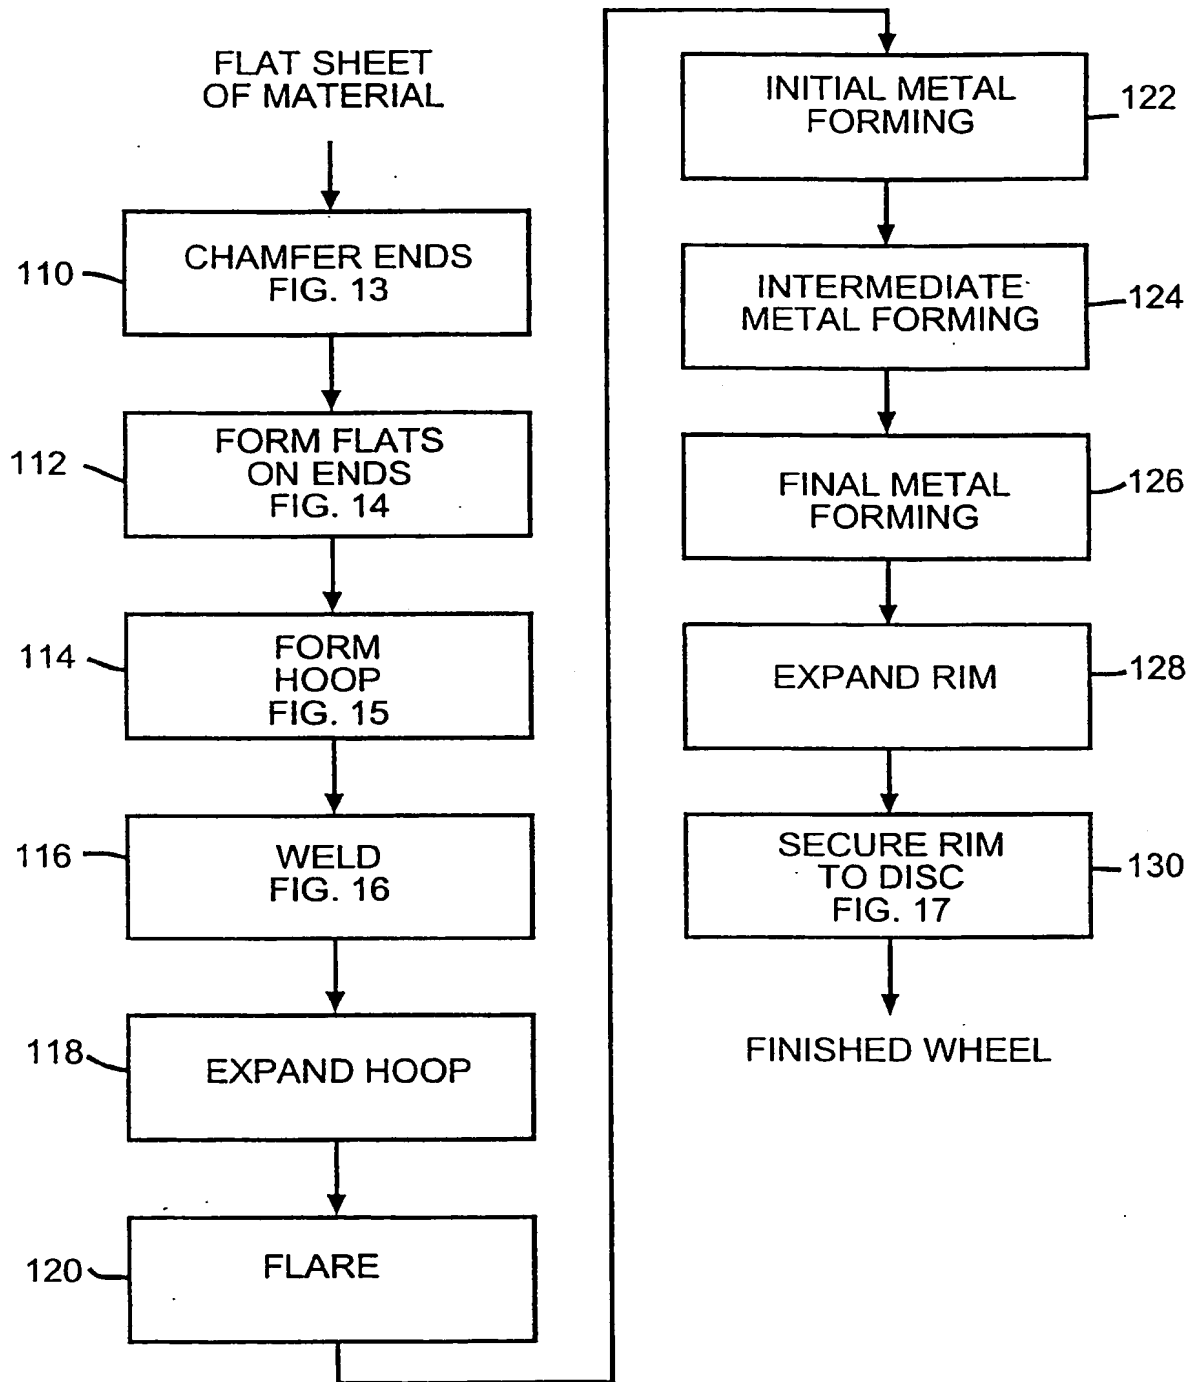 FLAT SHEET
OF MATERIAL
110
CHAMFER ENDS
FIG. 13
112
FORM FLATS
ON ENDS
FIG. 14
114
FORM
HOOP
FIG. 15
116
WELD
FIG. 16
118
EXPAND HOOP
120
FLARE
INITIAL METAL
FORMING
122
INTERMEDIATE
METAL FORMING
124
FINAL METAL
FORMING
126
EXPAND RIM
128
SECURE RIM
TO DISC
FIG. 17
130
FINISHED WHEEL